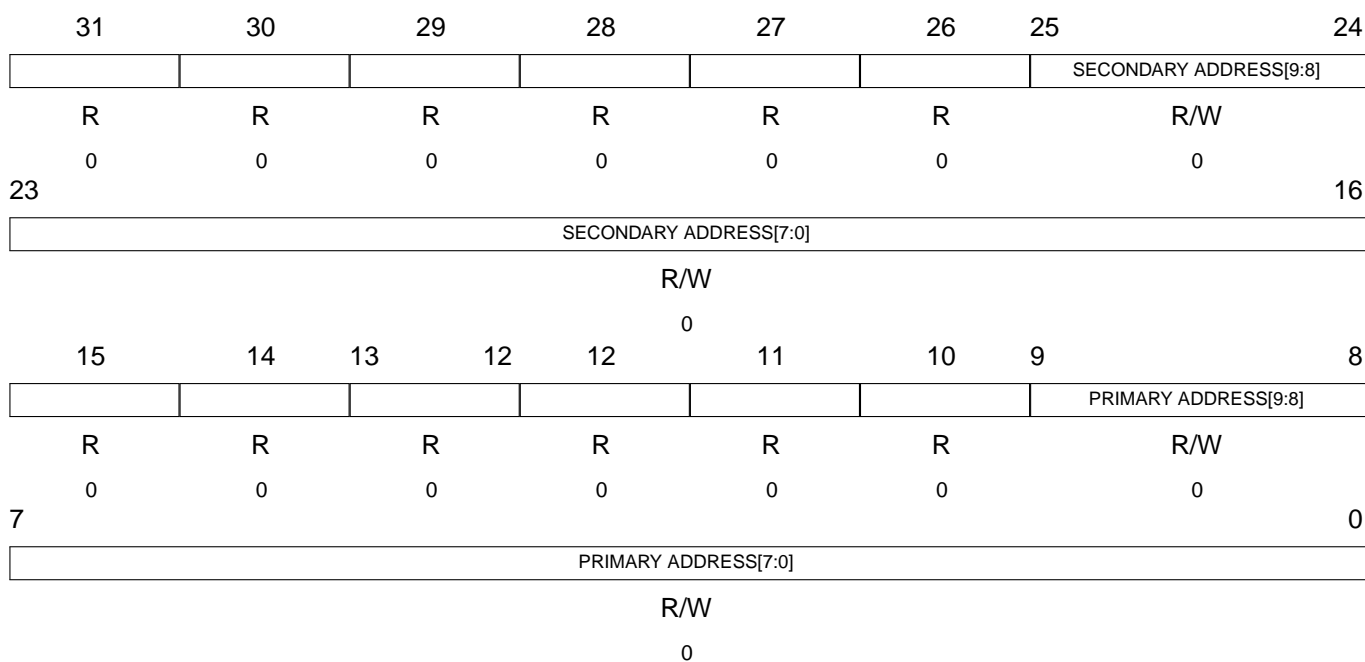 31 30 29 28 27 26 25 24
SECONDARY ADDRESS[9:8]
R R R R R R R/W
0 0 0 0 0 0 0
23 16
SECONDARY ADDRESS[7:0]
R/W
0
15 14 13 12 12 11 10 9 8
PRIMARY ADDRESS[9:8]
R R R R R R R/W
0 0 0 0 0 0 0
7 0
PRIMARY ADDRESS[7:0]
R/W
0